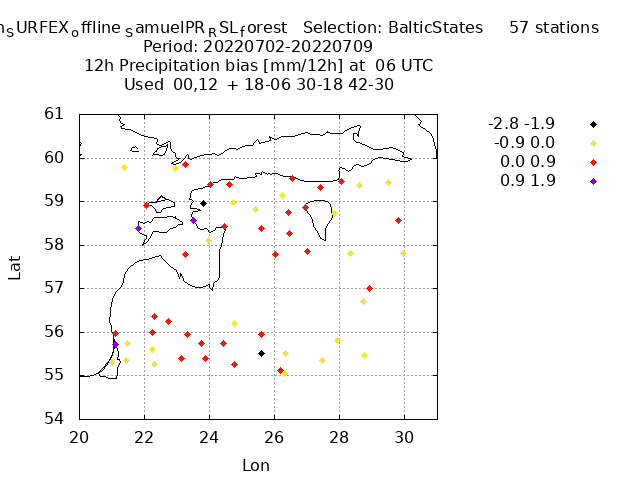 SURFEXoffline SamuelPRRSLforest Selection: BalticStates 57 stations
Period: 20220702-20220709
12h Precipitation bias [mm/12h] at 06 UTC
Used 00,12 + 18-06 30-18 42-30
-2.8 -1.9
-0.9 0.0
0.0 0.9
0.9 1.9
61
60
59
58
57
56
55
54
Lat
20 22 24 26 28 30
Lon